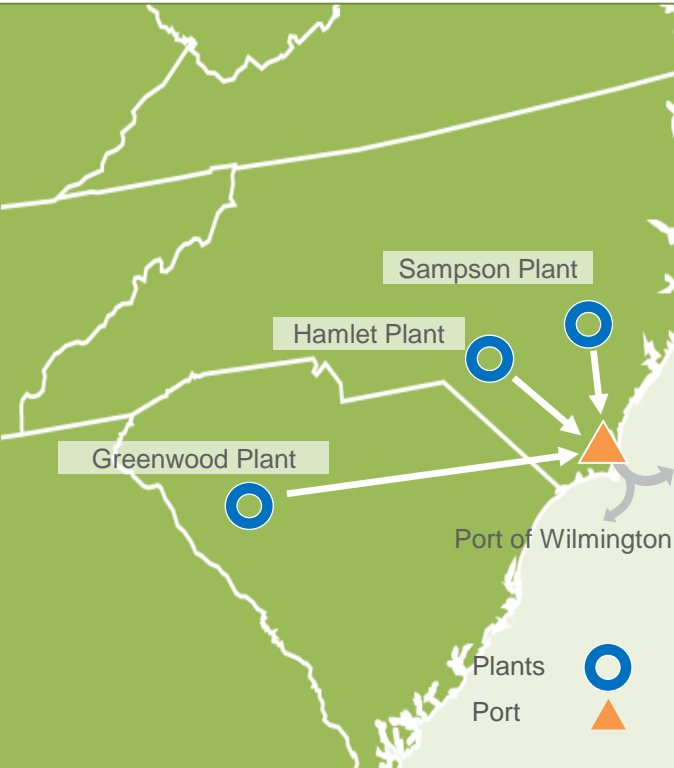 Sampson Plant
Hamlet Plant
Greenwood Plant
Port of Wilmington
Plants
Port